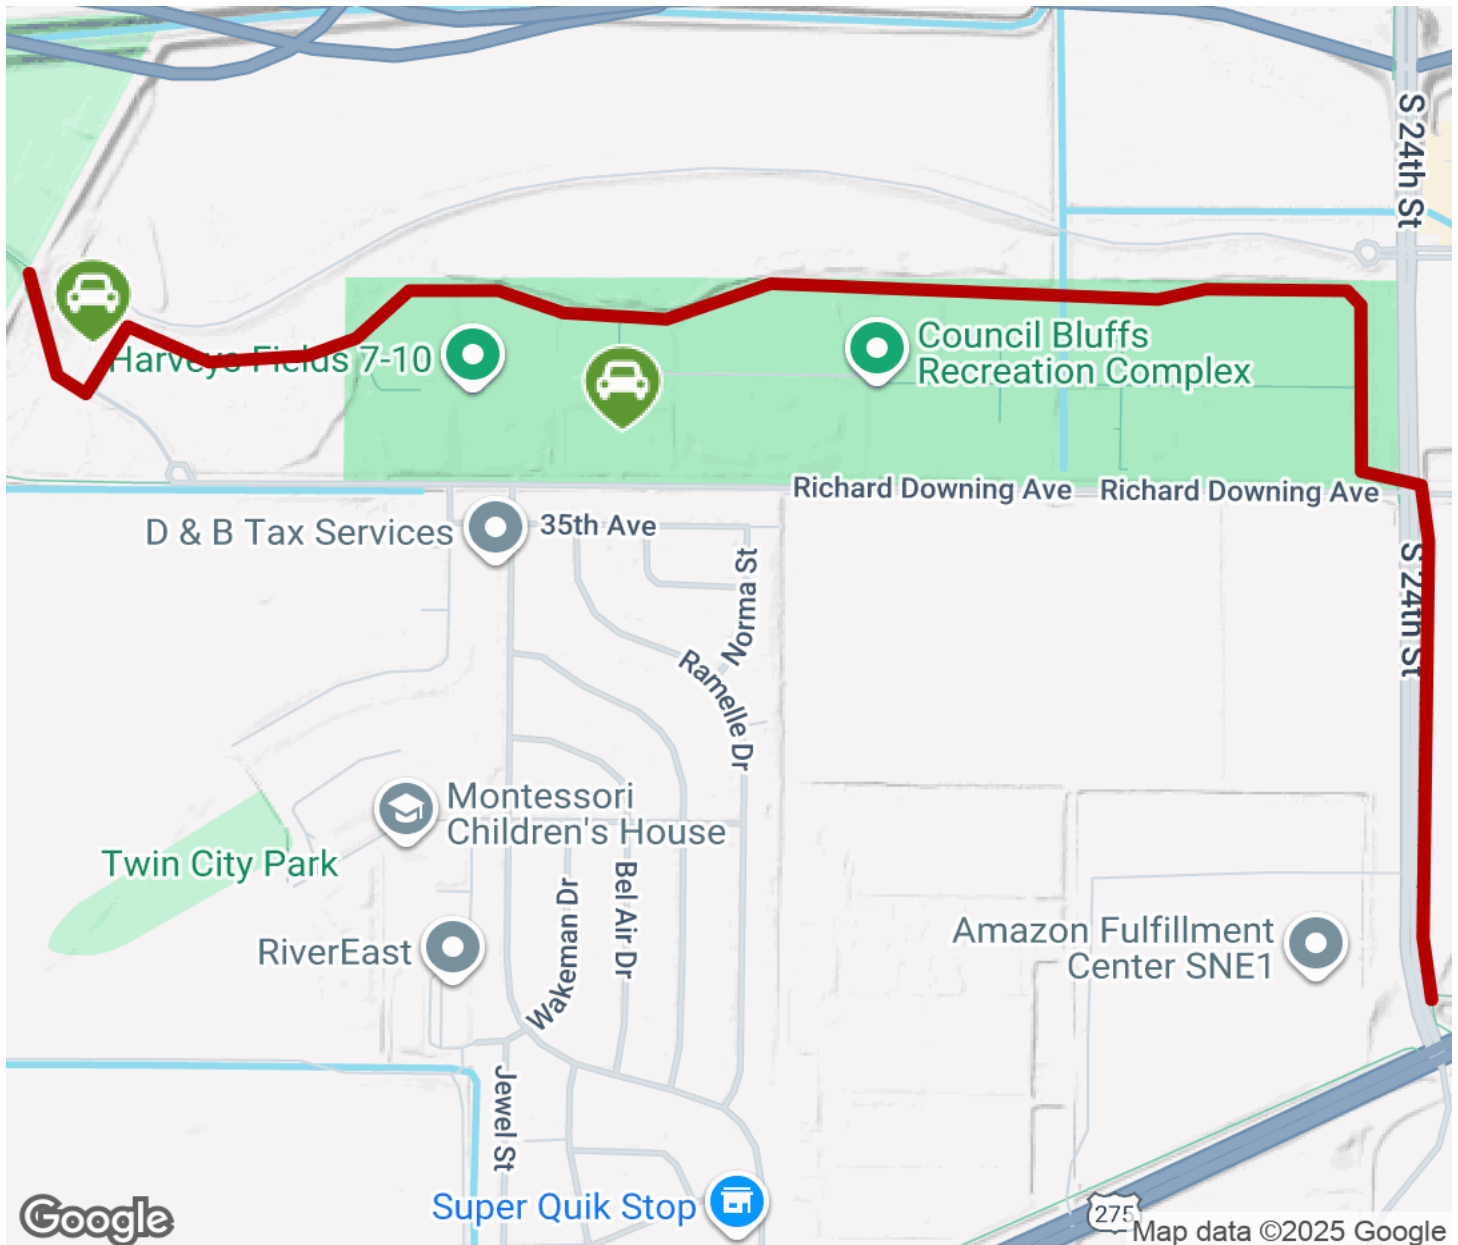 S 24th St
Harveys Fields 7-10
Council Bluffs
Recreation Complex
Richard Downing Ave
Richard Downing Ave
D & B Tax Services
35th Ave
Norma St
S 24th St
Ramelle Dr
Montessori
Children's House
Twin City Park
Bel Air Dr
Wakeman Dr
RiverEast
Amazon Fulfillment
Center SNE1
Jewel St
Super Quik Stop
275
Google
Map data ©2025 Google